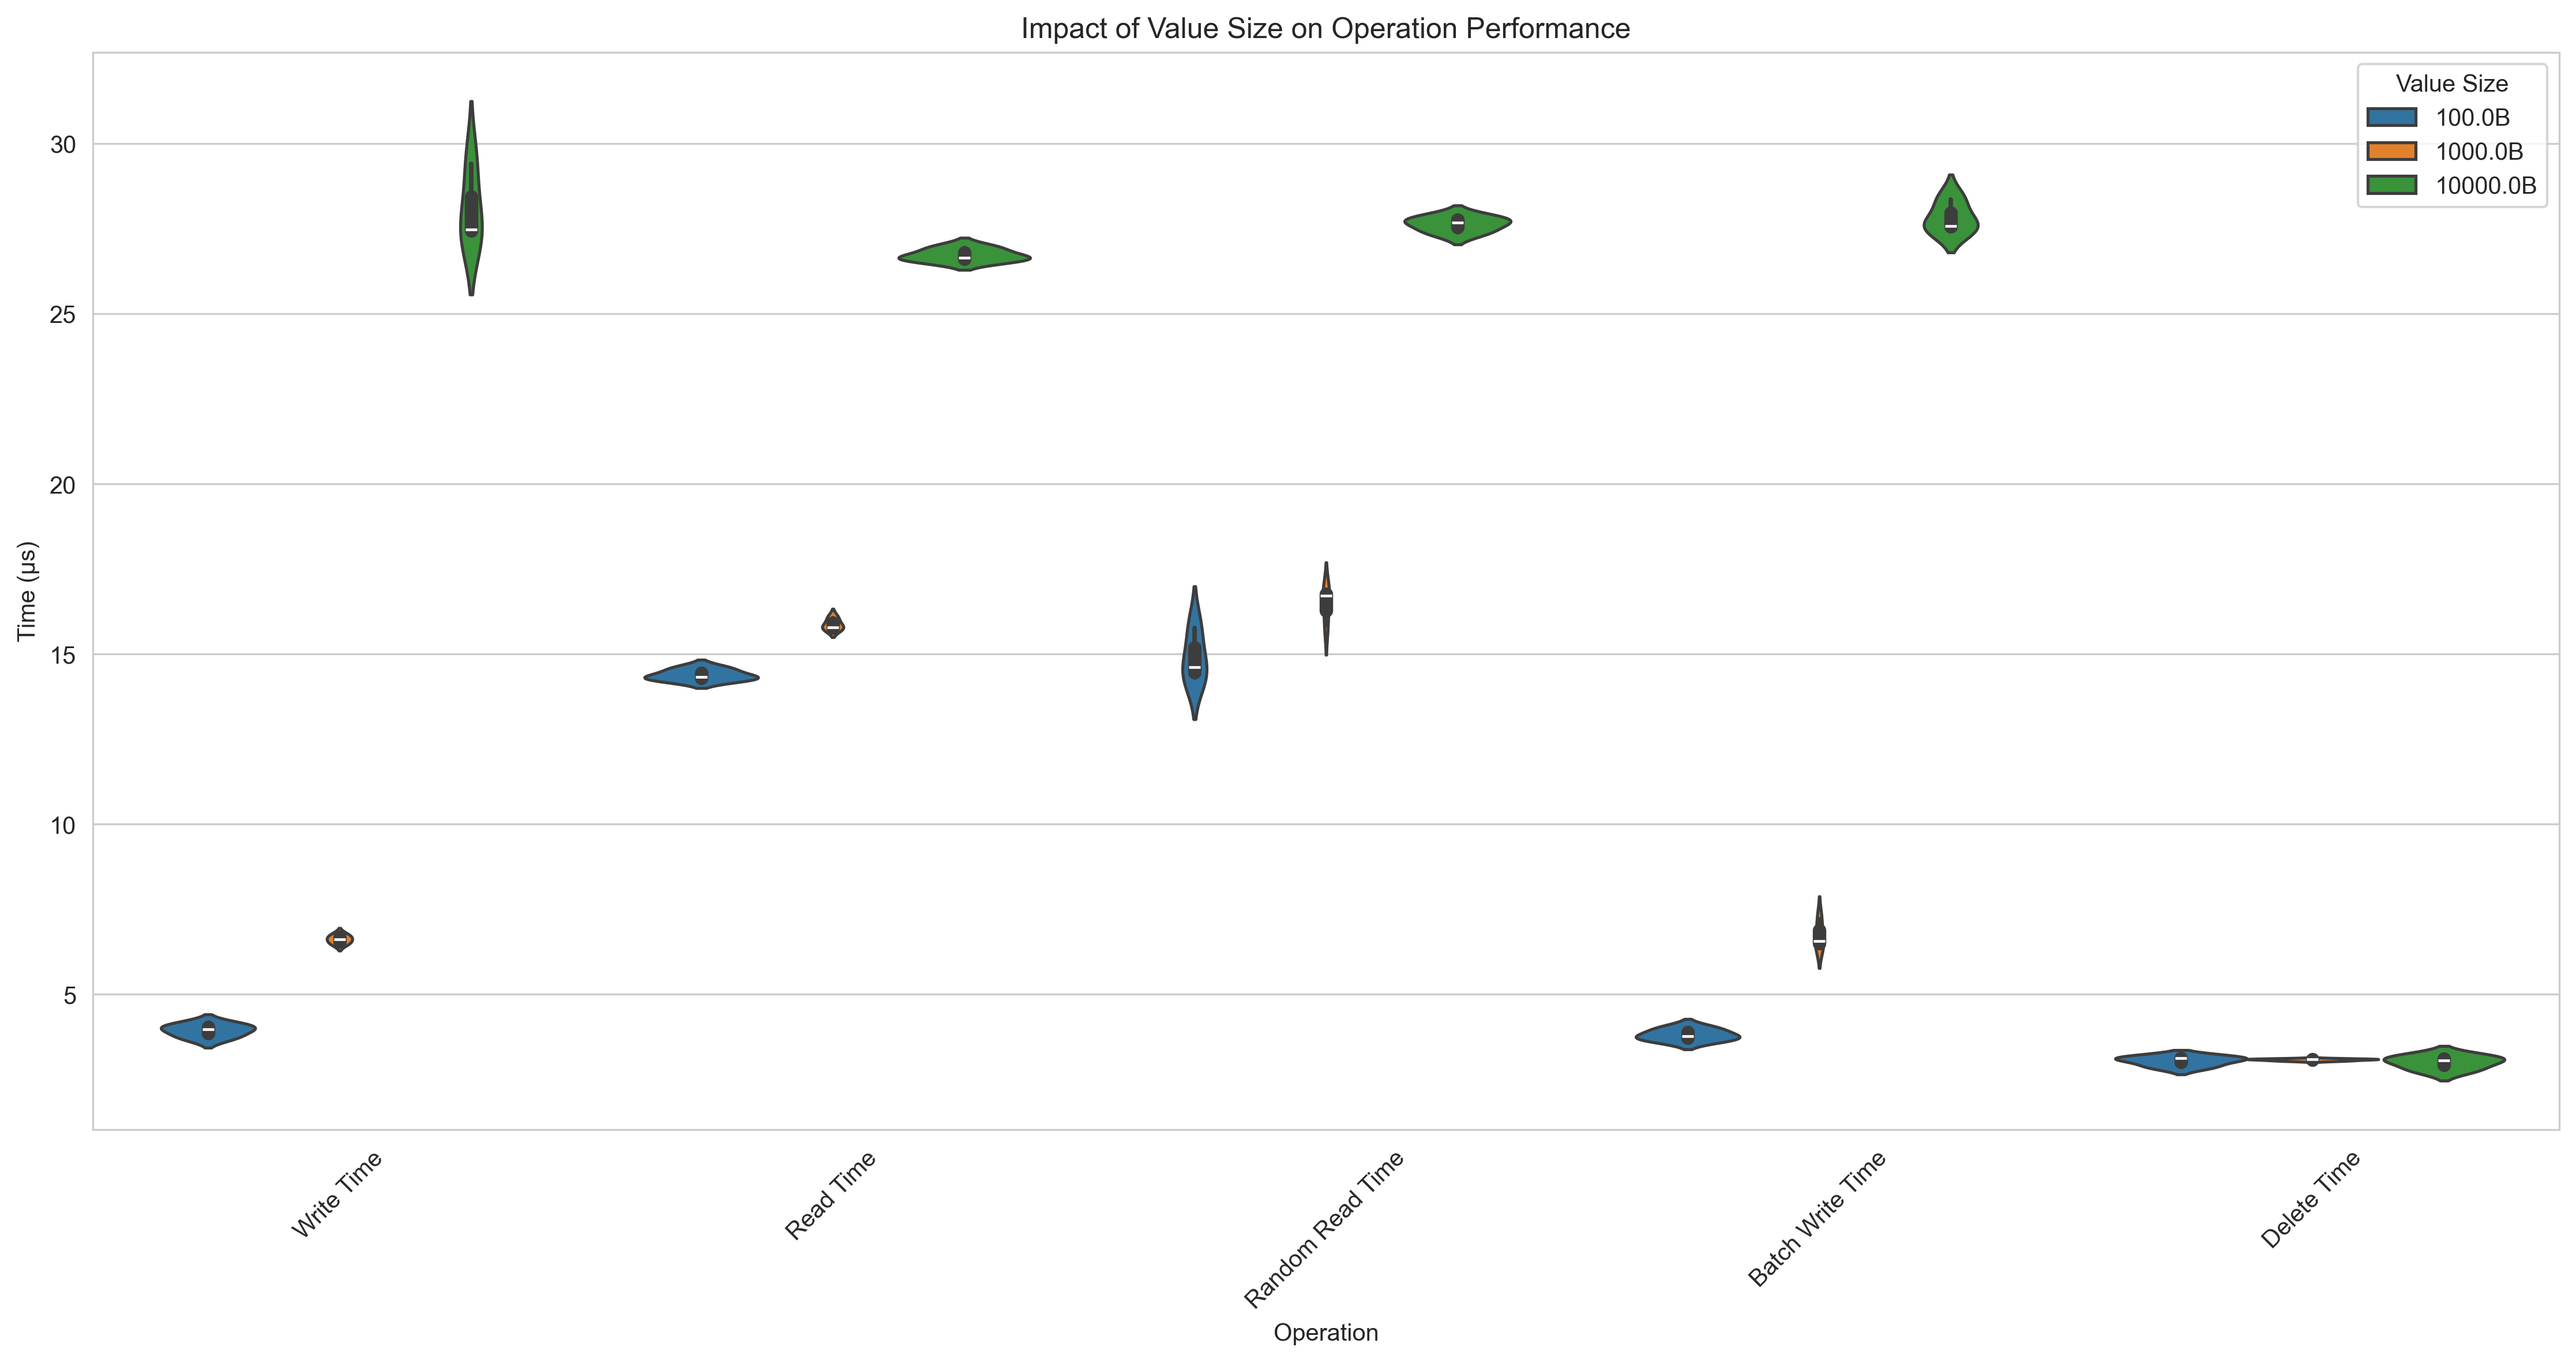 Impact of Value Size on Operation Performance
Value Size
100.0B
1000.0B
10000.0B
Time (μs)
30
25
20
15
10
5
Write Time
Read Time
Random Read Time
Batch Write Time
Delete Time
Operation